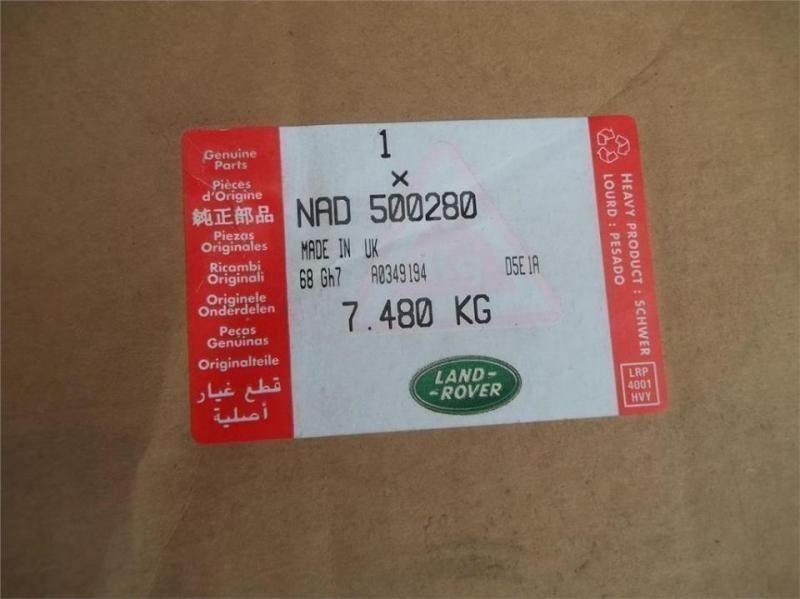 Genuine
Parts
Pièces
d'Origine
純正部品
Piezas
Originales
Ricambi
Originali
Originele
Onderdelen
Peças
Genuinas
Originalteile
قطع غيار
أصلية
1
x
NAD 500280
MADE IN UK
68 Gh7 A0349194 D5E1A
7.480 KG
LAND-
-ROVER
HEAVY PRODUCT : SCHWER
LOURD : PESADO
LRP
4001
HVY